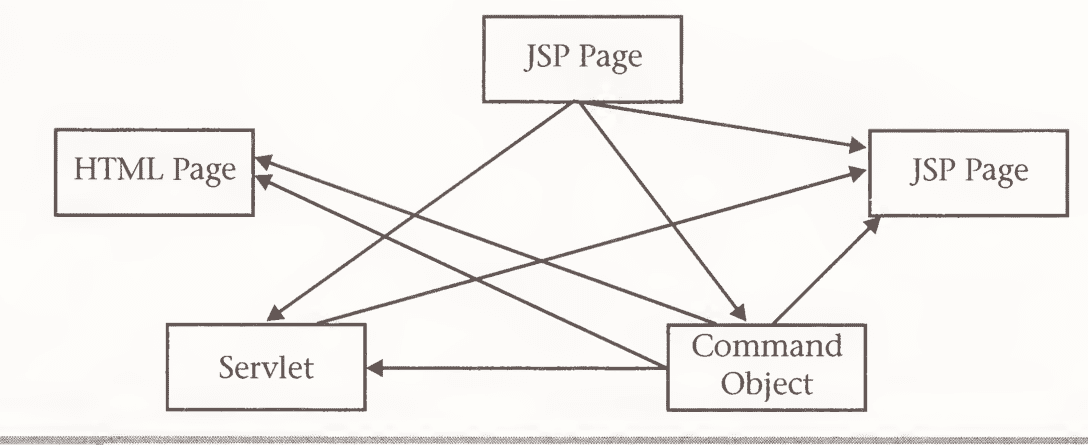 JSP Page
HTML Page
JSP Page
Servlet
Command
Object